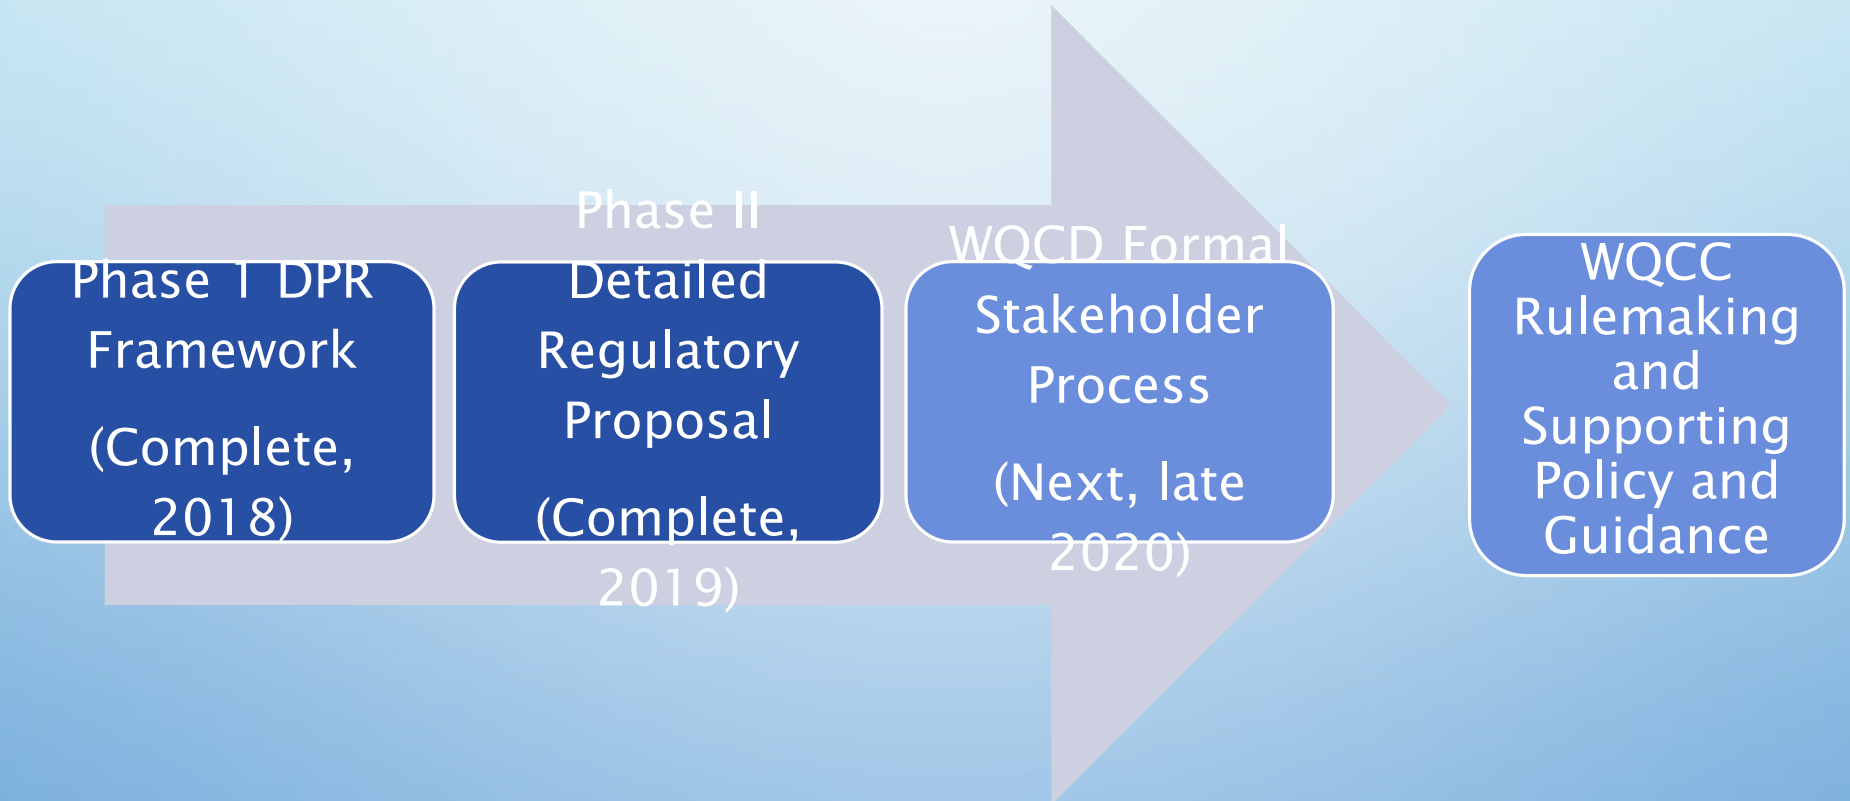 Phase 1 DPR
Framework
(Complete,
2018)
Phase II
Detailed
Regulatory
Proposal
(Complete,
2019)
WQCD Formal
Stakeholder
Process
(Next, late
2020)
WQCC
Rulemaking
and
Supporting
Policy and
Guidance